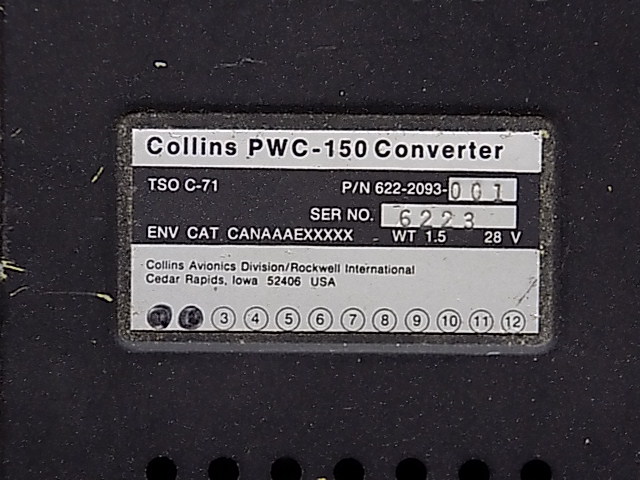 Collins PWC-150 Converter
TSO C-71 P/N 622-2093-001
SER NO. 6223
ENV CAT CANAAAEXXXXX WT 1.5 28 V
Collins Avionics Division/Rockwell International
Cedar Rapids, Iowa 52406 USA
3 4 5 6 7 8 9 10 11 12